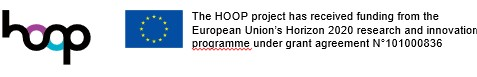 hoop
The HOOP project has received funding from the
European Union's Horizon 2020 research and innovation
programme under grant agreement N°101000836